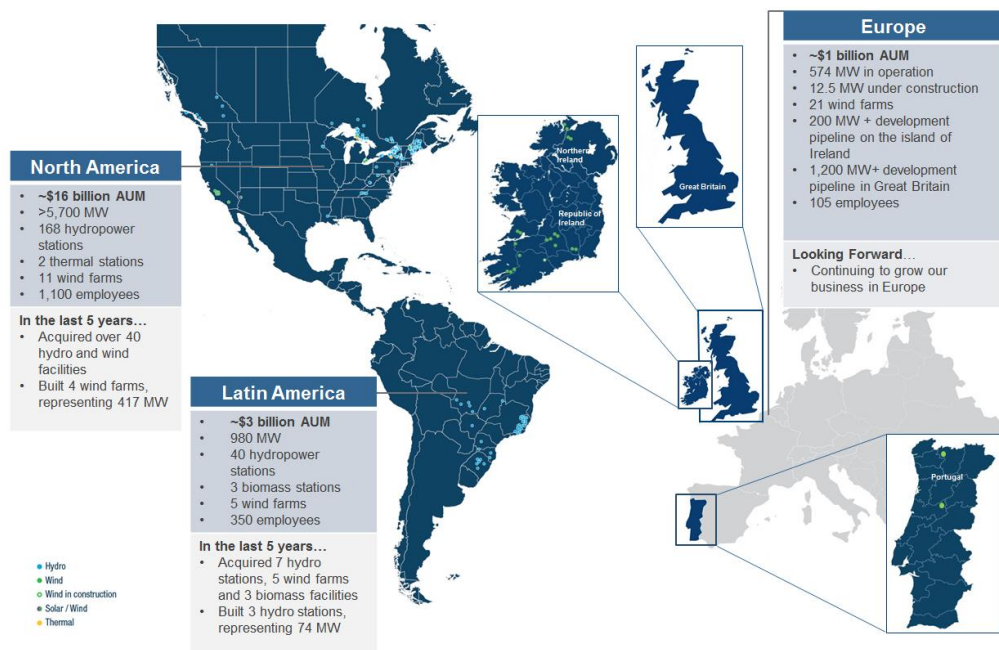 North America
• ~$16 billion AUM
• >5,700 MW
• 168 hydropower
stations
• 2 thermal stations
• 11 wind farms
• 1,100 employees
In the last 5 years…
• Acquired over 40
hydro and wind
facilities
• Built 4 wind farms,
representing 417 MW
Latin America
• ~$3 billion AUM
• 980 MW
• 40 hydropower
stations
• 3 biomass stations
• 5 wind farms
• 350 employees
In the last 5 years…
• Acquired 7 hydro
stations, 5 wind farms
and 3 biomass facilities
• Built 3 hydro stations,
representing 74 MW
Europe
• ~$1 billion AUM
• 574 MW in operation
• 12.5 MW under construction
• 21 wind farms
• 200 MW + development
pipeline on the island of
Ireland
• 1,200 MW+ development
pipeline in Great Britain
• 105 employees
Looking Forward…
• Continuing to grow our
business in Europe
Northern
Ireland
Republic of
Ireland
Great Britain
Portugal
Hydro
Wind
Wind in construction
Solar / Wind
Thermal